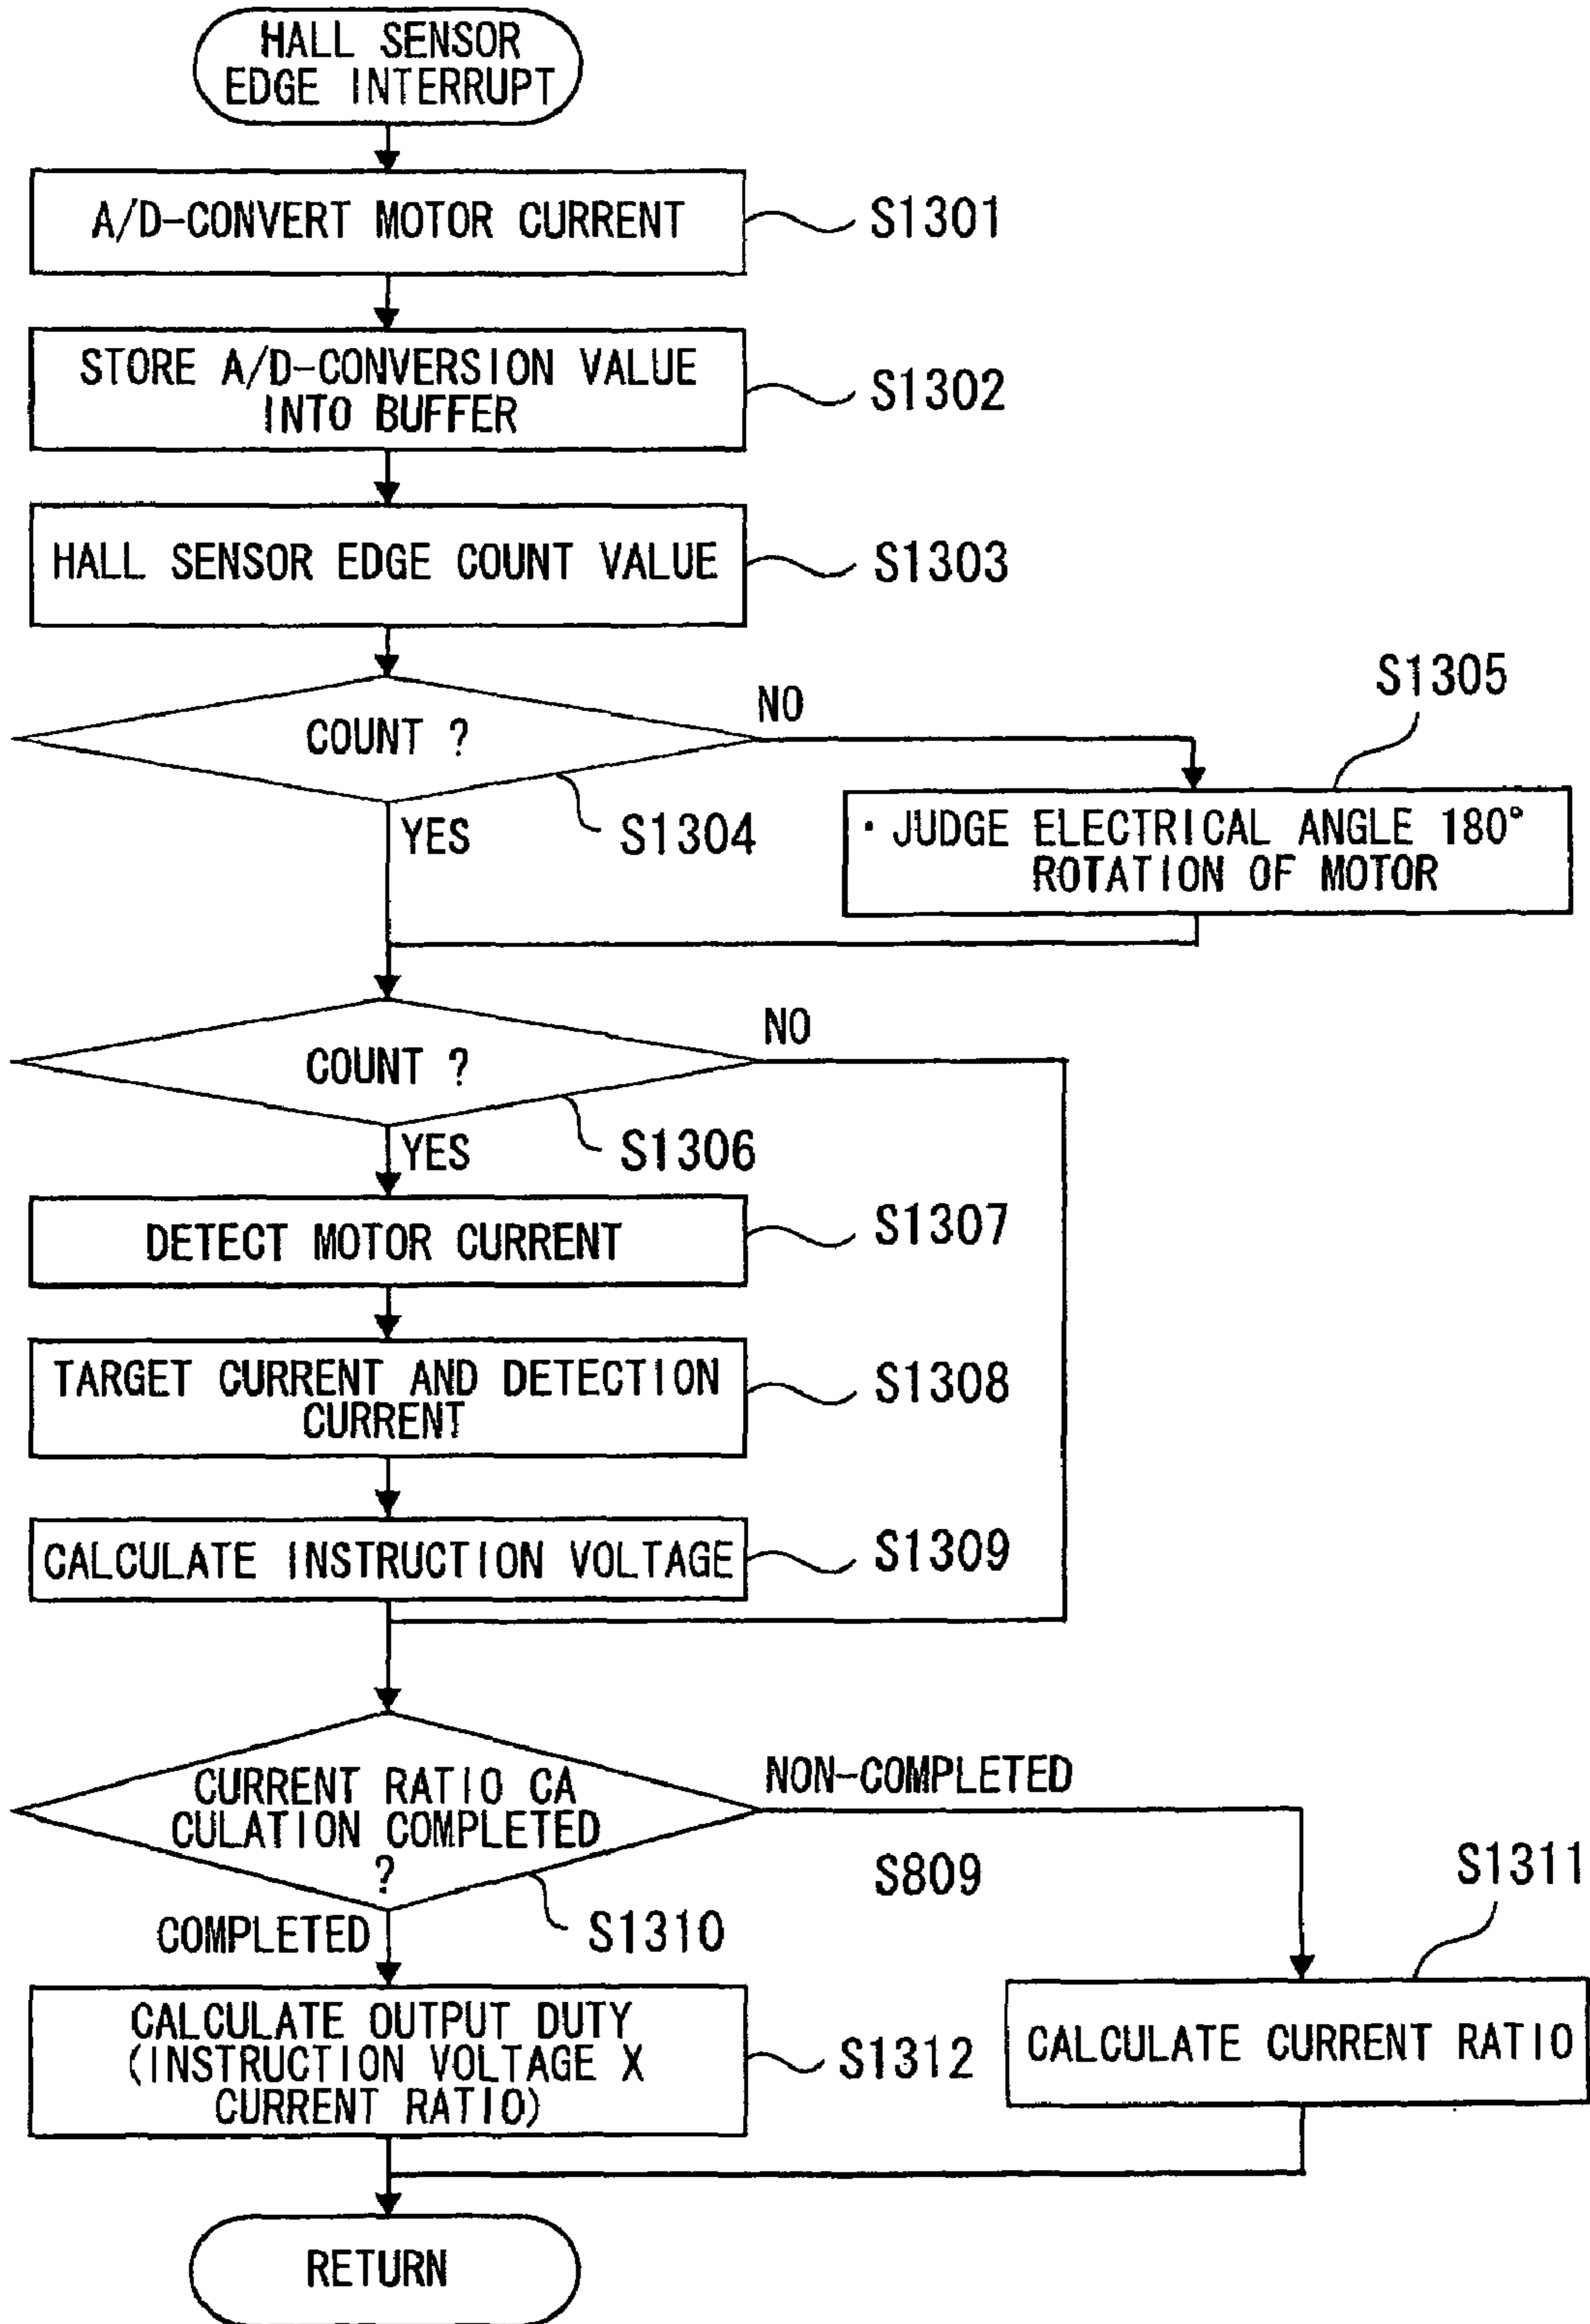 HALL SENSOR
EDGE INTERRUPT
A/D-CONVERT MOTOR CURRENT
S1301
STORE A/D-CONVERSION VALUE
INTO BUFFER
S1302
HALL SENSOR EDGE COUNT VALUE
S1303
COUNT ?
NO
S1304
YES
S1305
· JUDGE ELECTRICAL ANGLE 180°
ROTATION OF MOTOR
COUNT ?
NO
S1306
YES
DETECT MOTOR CURRENT
S1307
TARGET CURRENT AND DETECTION
CURRENT
S1308
CALCULATE INSTRUCTION VOLTAGE
S1309
CURRENT RATIO CA
CULATION COMPLETED
?
NON-COMPLETED
S809
S1310
COMPLETED
S1311
CALCULATE CURRENT RATIO
CALCULATE OUTPUT DUTY
(INSTRUCTION VOLTAGE X
CURRENT RATIO)
S1312
RETURN